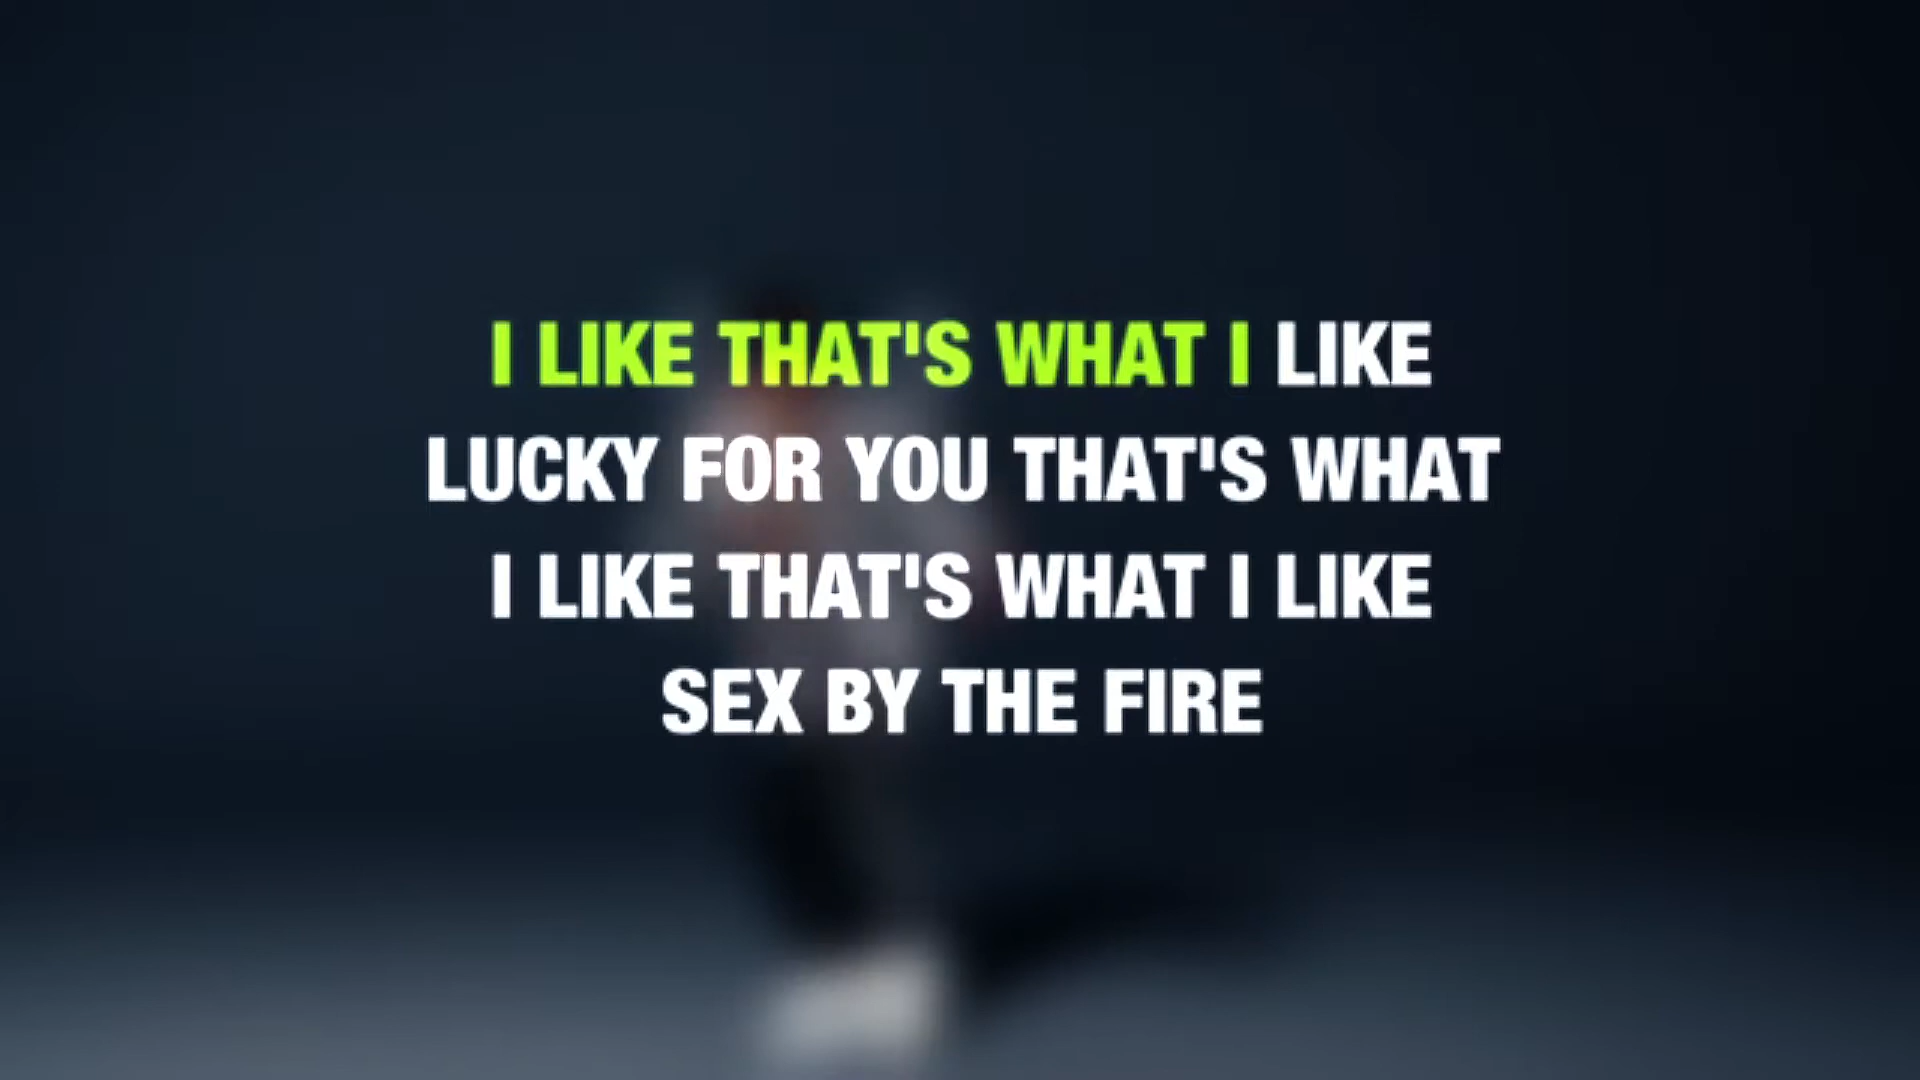 I LIKE THAT'S WHAT I LIKE
LUCKY FOR YOU THAT'S WHAT
I LIKE THAT'S WHAT I LIKE
SEX BY THE FIRE